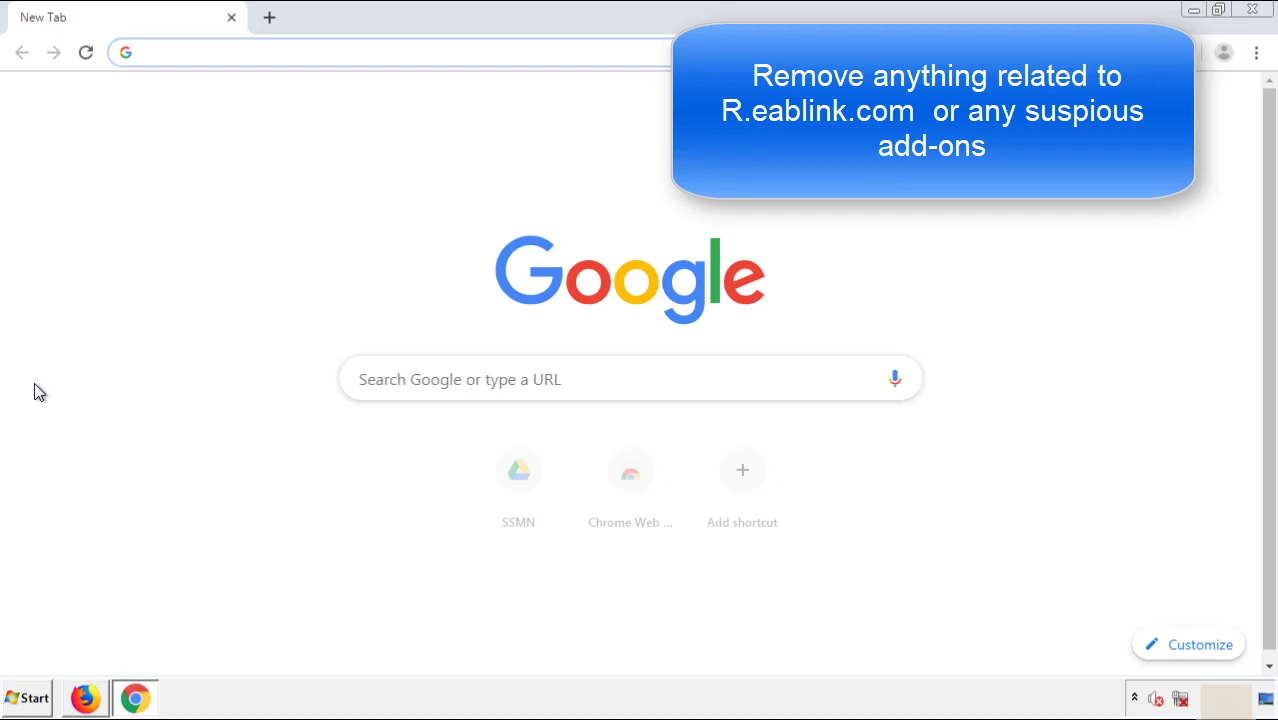 New Tab
Remove anything related to
R.eablink.com or any suspious
add-ons
Google
Search Google or type a URL
SSMN
Chrome Web ...
Add shortcut
Customize
Start